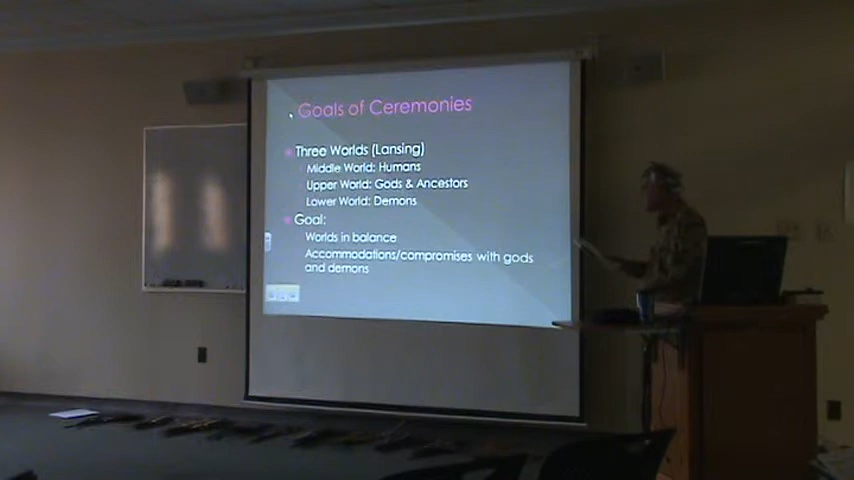 Goals of Ceremonies
Three Worlds (Lansing)
Middle World: Humans
Upper World: Gods & Ancestors
Lower World: Demons
Goal:
Worlds in balance
Accommodations/compromises with gods
and demons